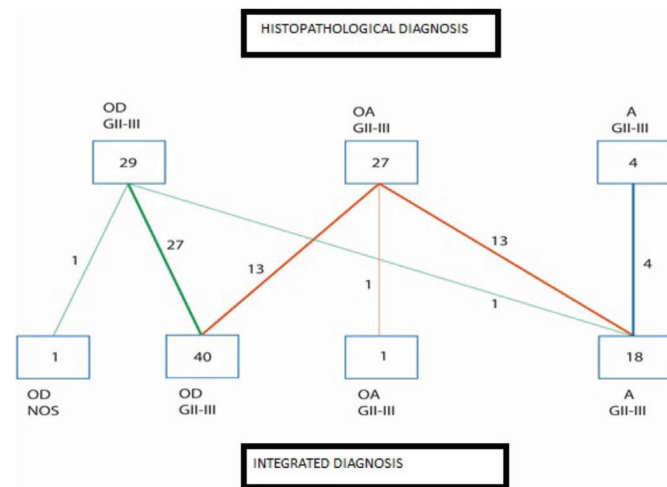 HISTOPATHOLOGICAL DIAGNOSIS
OD
GII-III
OA
GII-III
A
GII-III
29
27
4
1
27
13
1
13
1
4
1
40
1
18
OD
NOS
OD
GII-III
OA
GII-III
A
GII-III
INTEGRATED DIAGNOSIS